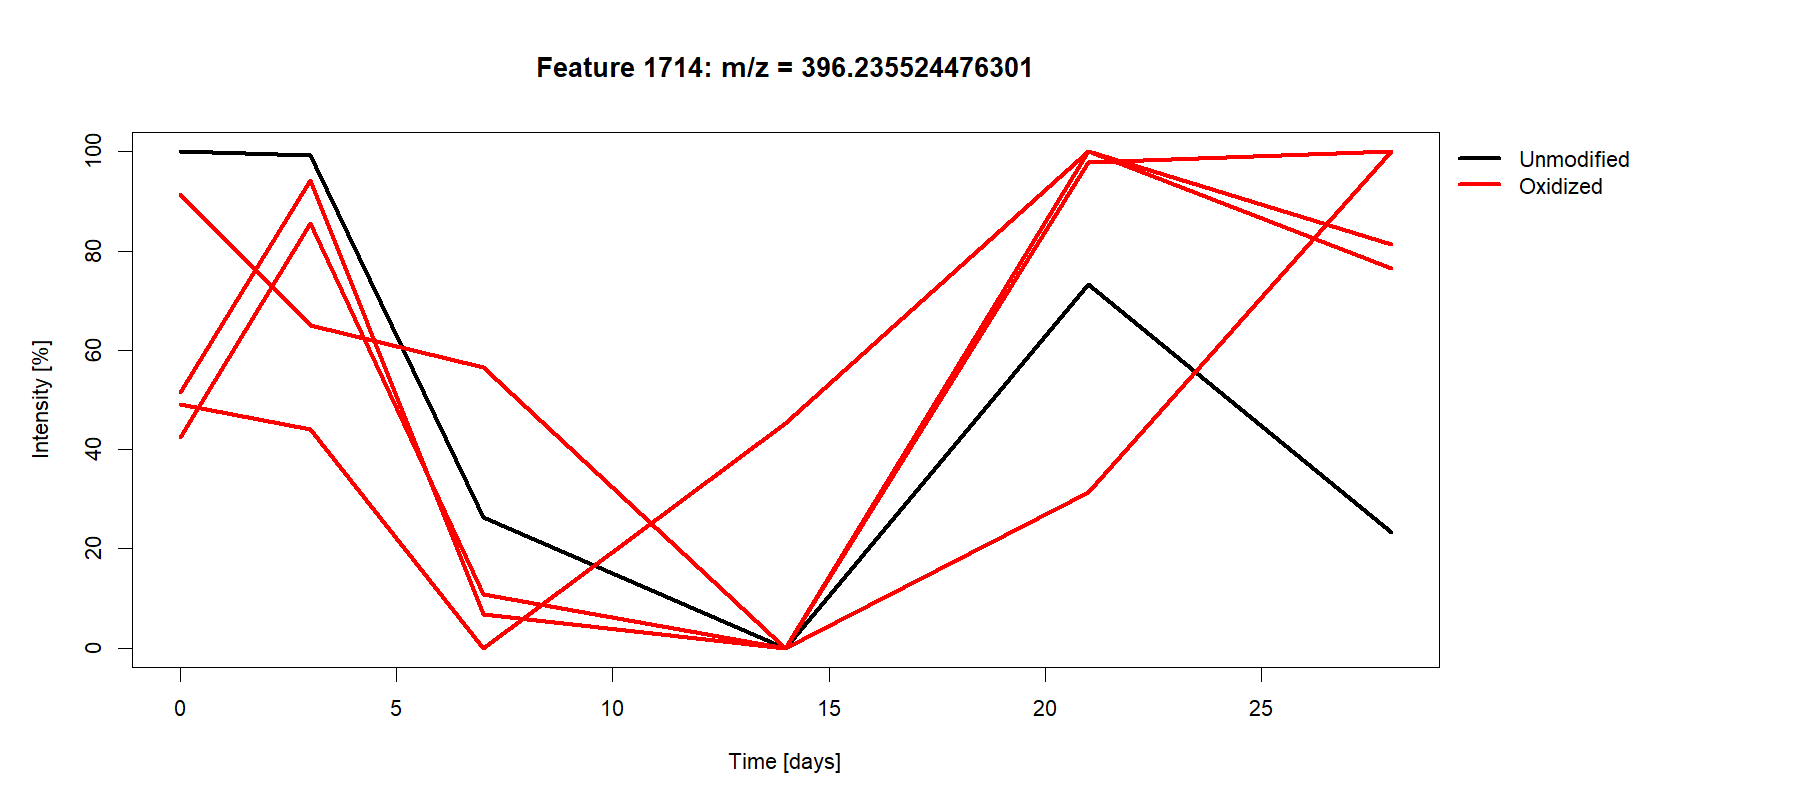 Feature 1714: m/z = 396.235524476301
Unmodified
Oxidized
Intensity [%]
100
80
60
40
20
0
0 5 10 15 20 25
Time [days]